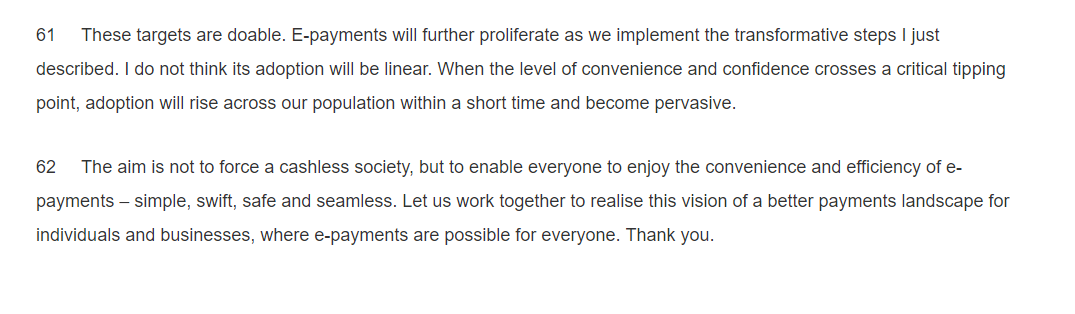 61 These targets are doable. E-payments will further proliferate as we implement the transformative steps I just
described. I do not think its adoption will be linear. When the level of convenience and confidence crosses a critical tipping
point, adoption will rise across our population within a short time and become pervasive.
62 The aim is not to force a cashless society, but to enable everyone to enjoy the convenience and efficiency of e-
payments – simple, swift, safe and seamless. Let us work together to realise this vision of a better payments landscape for
individuals and businesses, where e-payments are possible for everyone. Thank you.